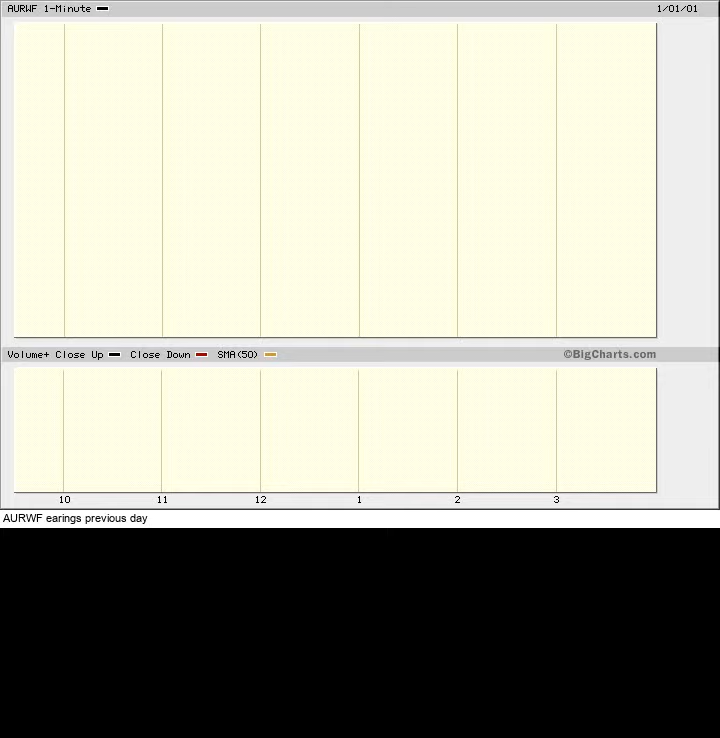 AURWF 1-Minute 1/01/01
Volume+ Close Up Close Down SMA(50) ©BigCharts.com
10 11 12 1 2 3
AURWF earings previous day